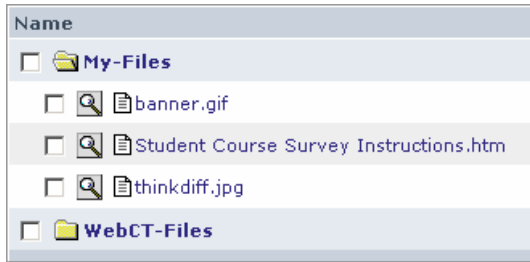 Name
My-Files
banner.gif
Student Course Survey Instructions.htm
thinkdiff.jpg
WebCT-Files